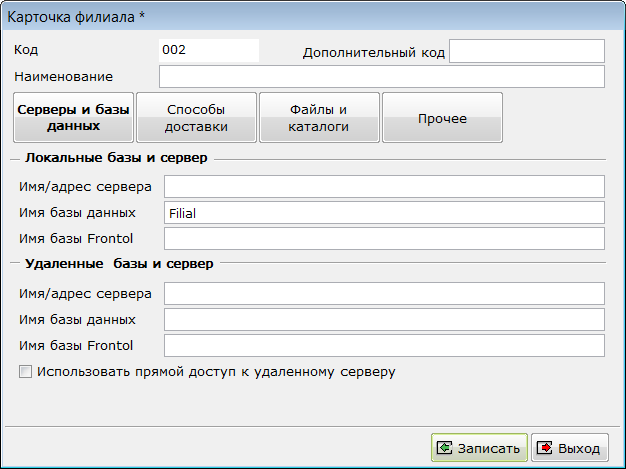 Карточка филиала *
Код 002 Дополнительный код
Наименование
Серверы и базы данных
Способы доставки
Файлы и каталоги
Прочее
Локальные базы и сервер
Имя/адрес сервера
Имя базы данных Filial
Имя базы Frontol
Удаленные базы и сервер
Имя/адрес сервера
Имя базы данных
Имя базы Frontol
Использовать прямой доступ к удаленному серверу
Записать Выход